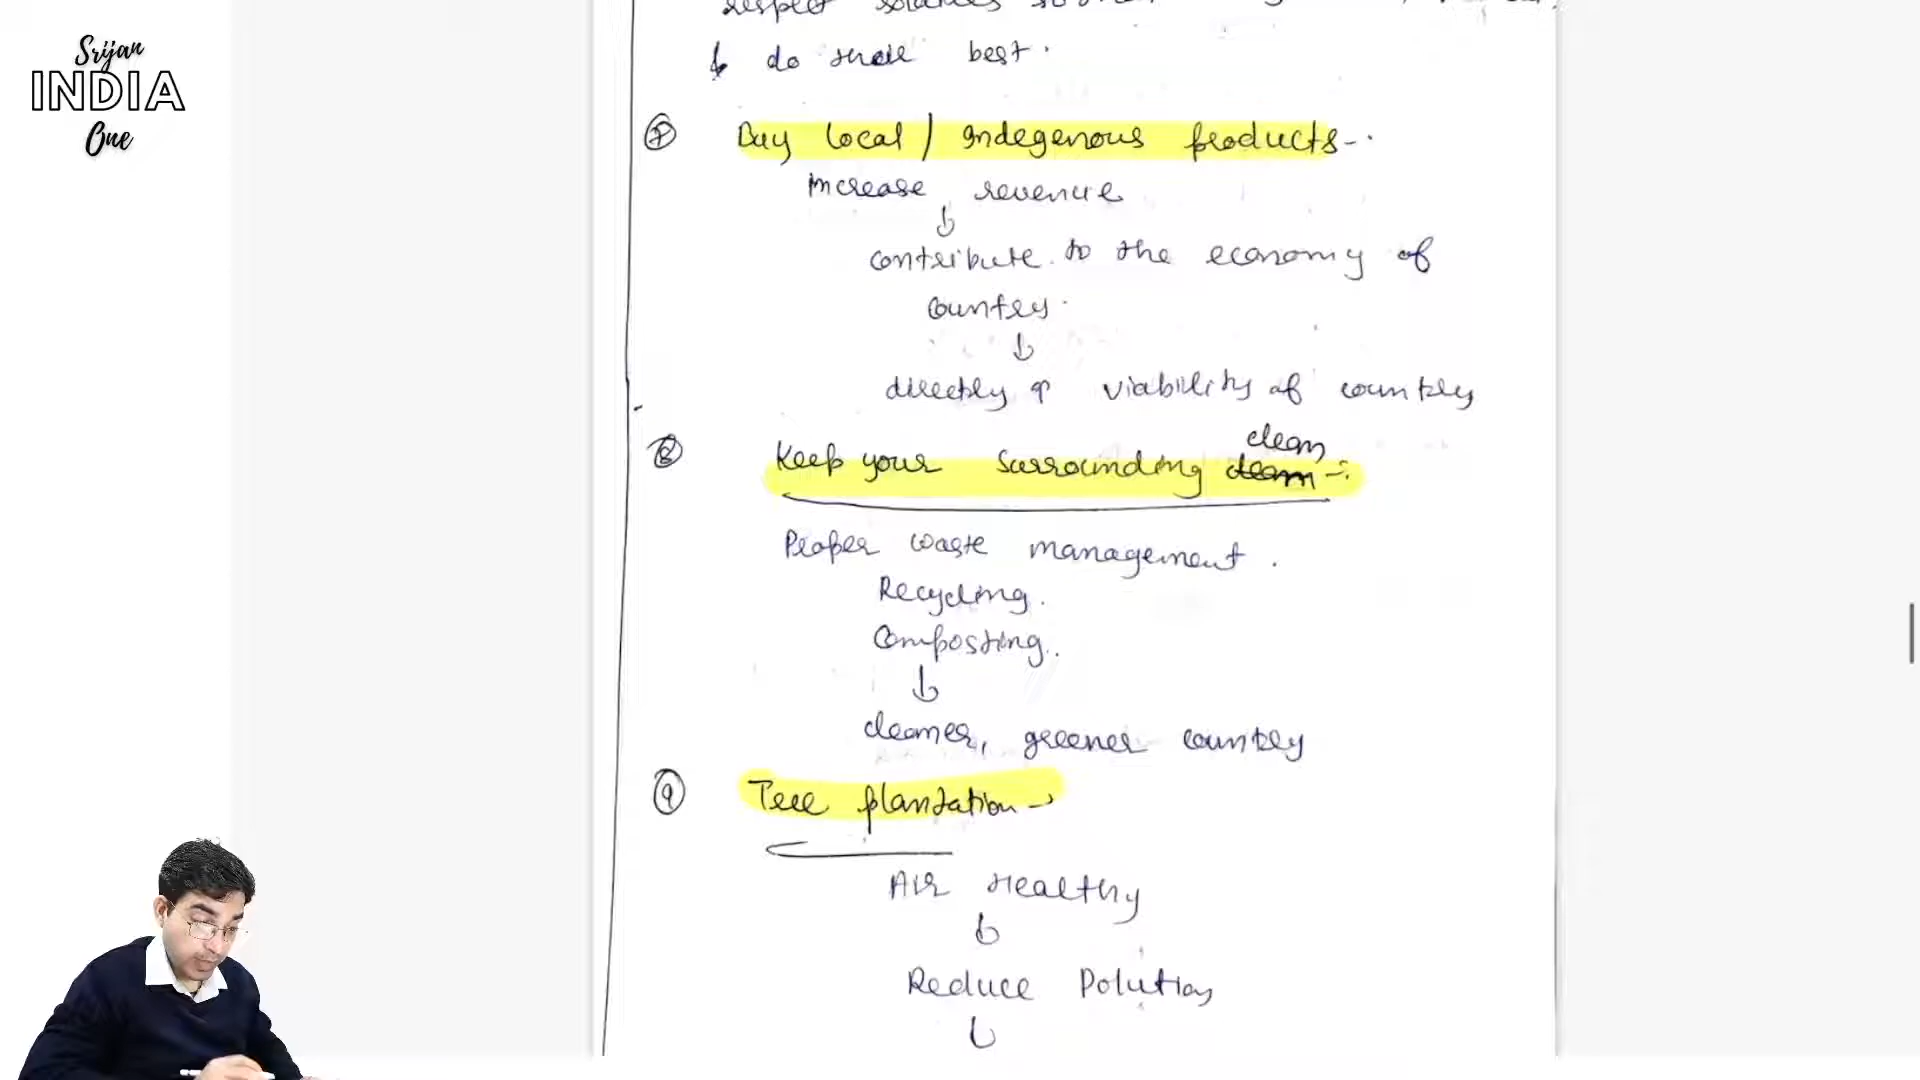 Srijan
INDIA
One
respect
& do their best.
⑦ Buy local / indegenous products -.
Increase revenue
↓
contribute to the economy of
country.
↓
directly ↑ viability of country
clean
⑧ Keep your surrounding clean -:
Proper waste management.
Recycling.
Composting.
↓
cleaner, greener country
⑨ Tree plantation →
Air Healthy
↓
Reduce Polution
↓